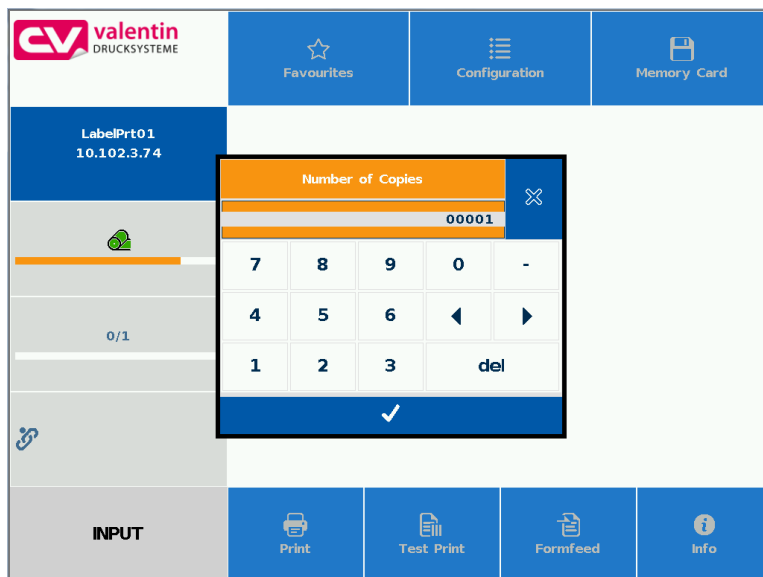 CV valentin
DRUCKSYSTEME
Favourites
Configuration
Memory Card
LabelPrt01
10.102.3.74
Number of Copies
00001
7 8 9 0 -
4 5 6
1 2 3 del
0/1
INPUT
Print
Test Print
Formfeed
Info